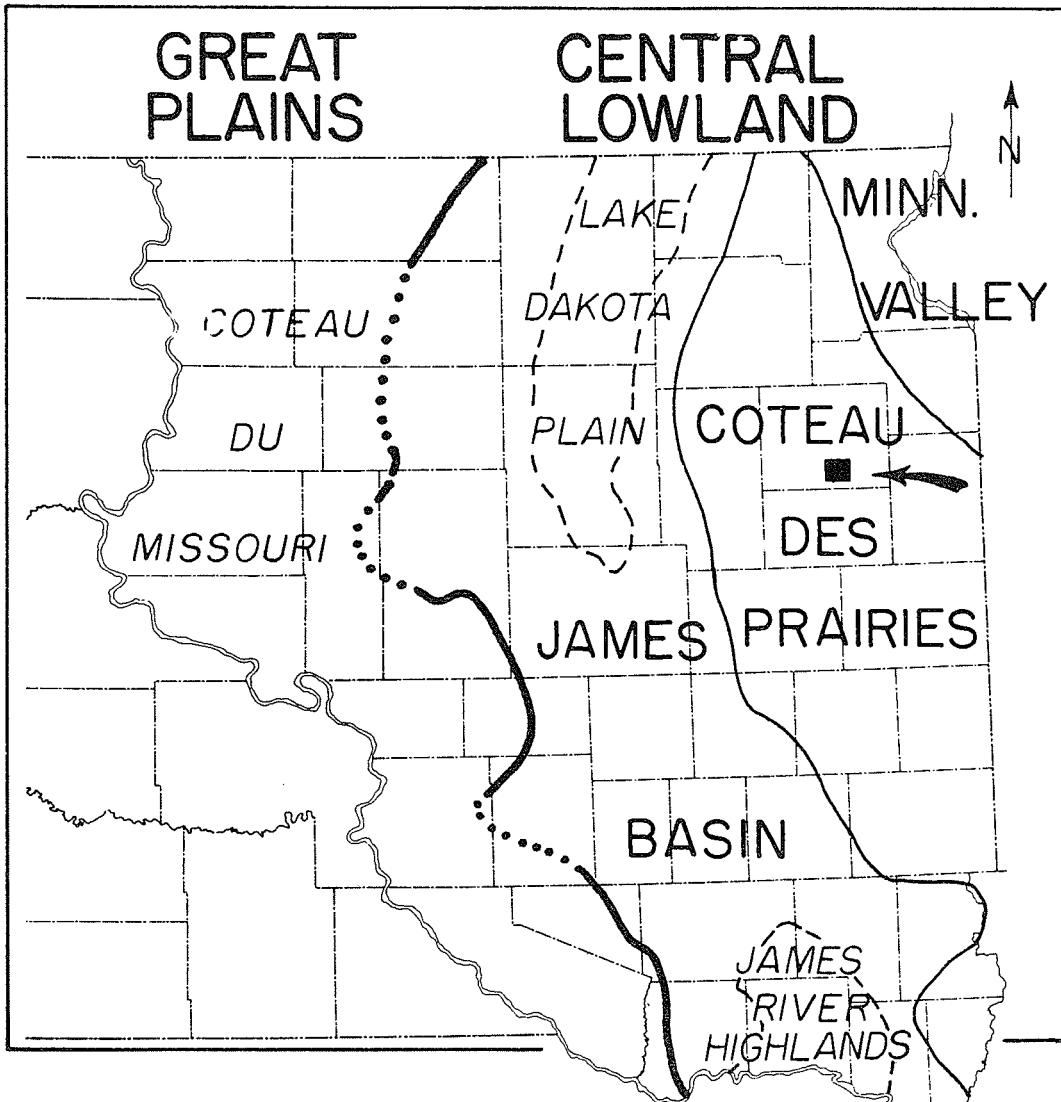 GREAT
PLAINS
CENTRAL
LOWLAND
N
MINN.
VALLEY
LAKE
DAKOTA
PLAIN
COTEAU
DU
MISSOURI
COTEAU
DES
PRAIRIES
JAMES
BASIN
JAMES
RIVER
HIGHLANDS